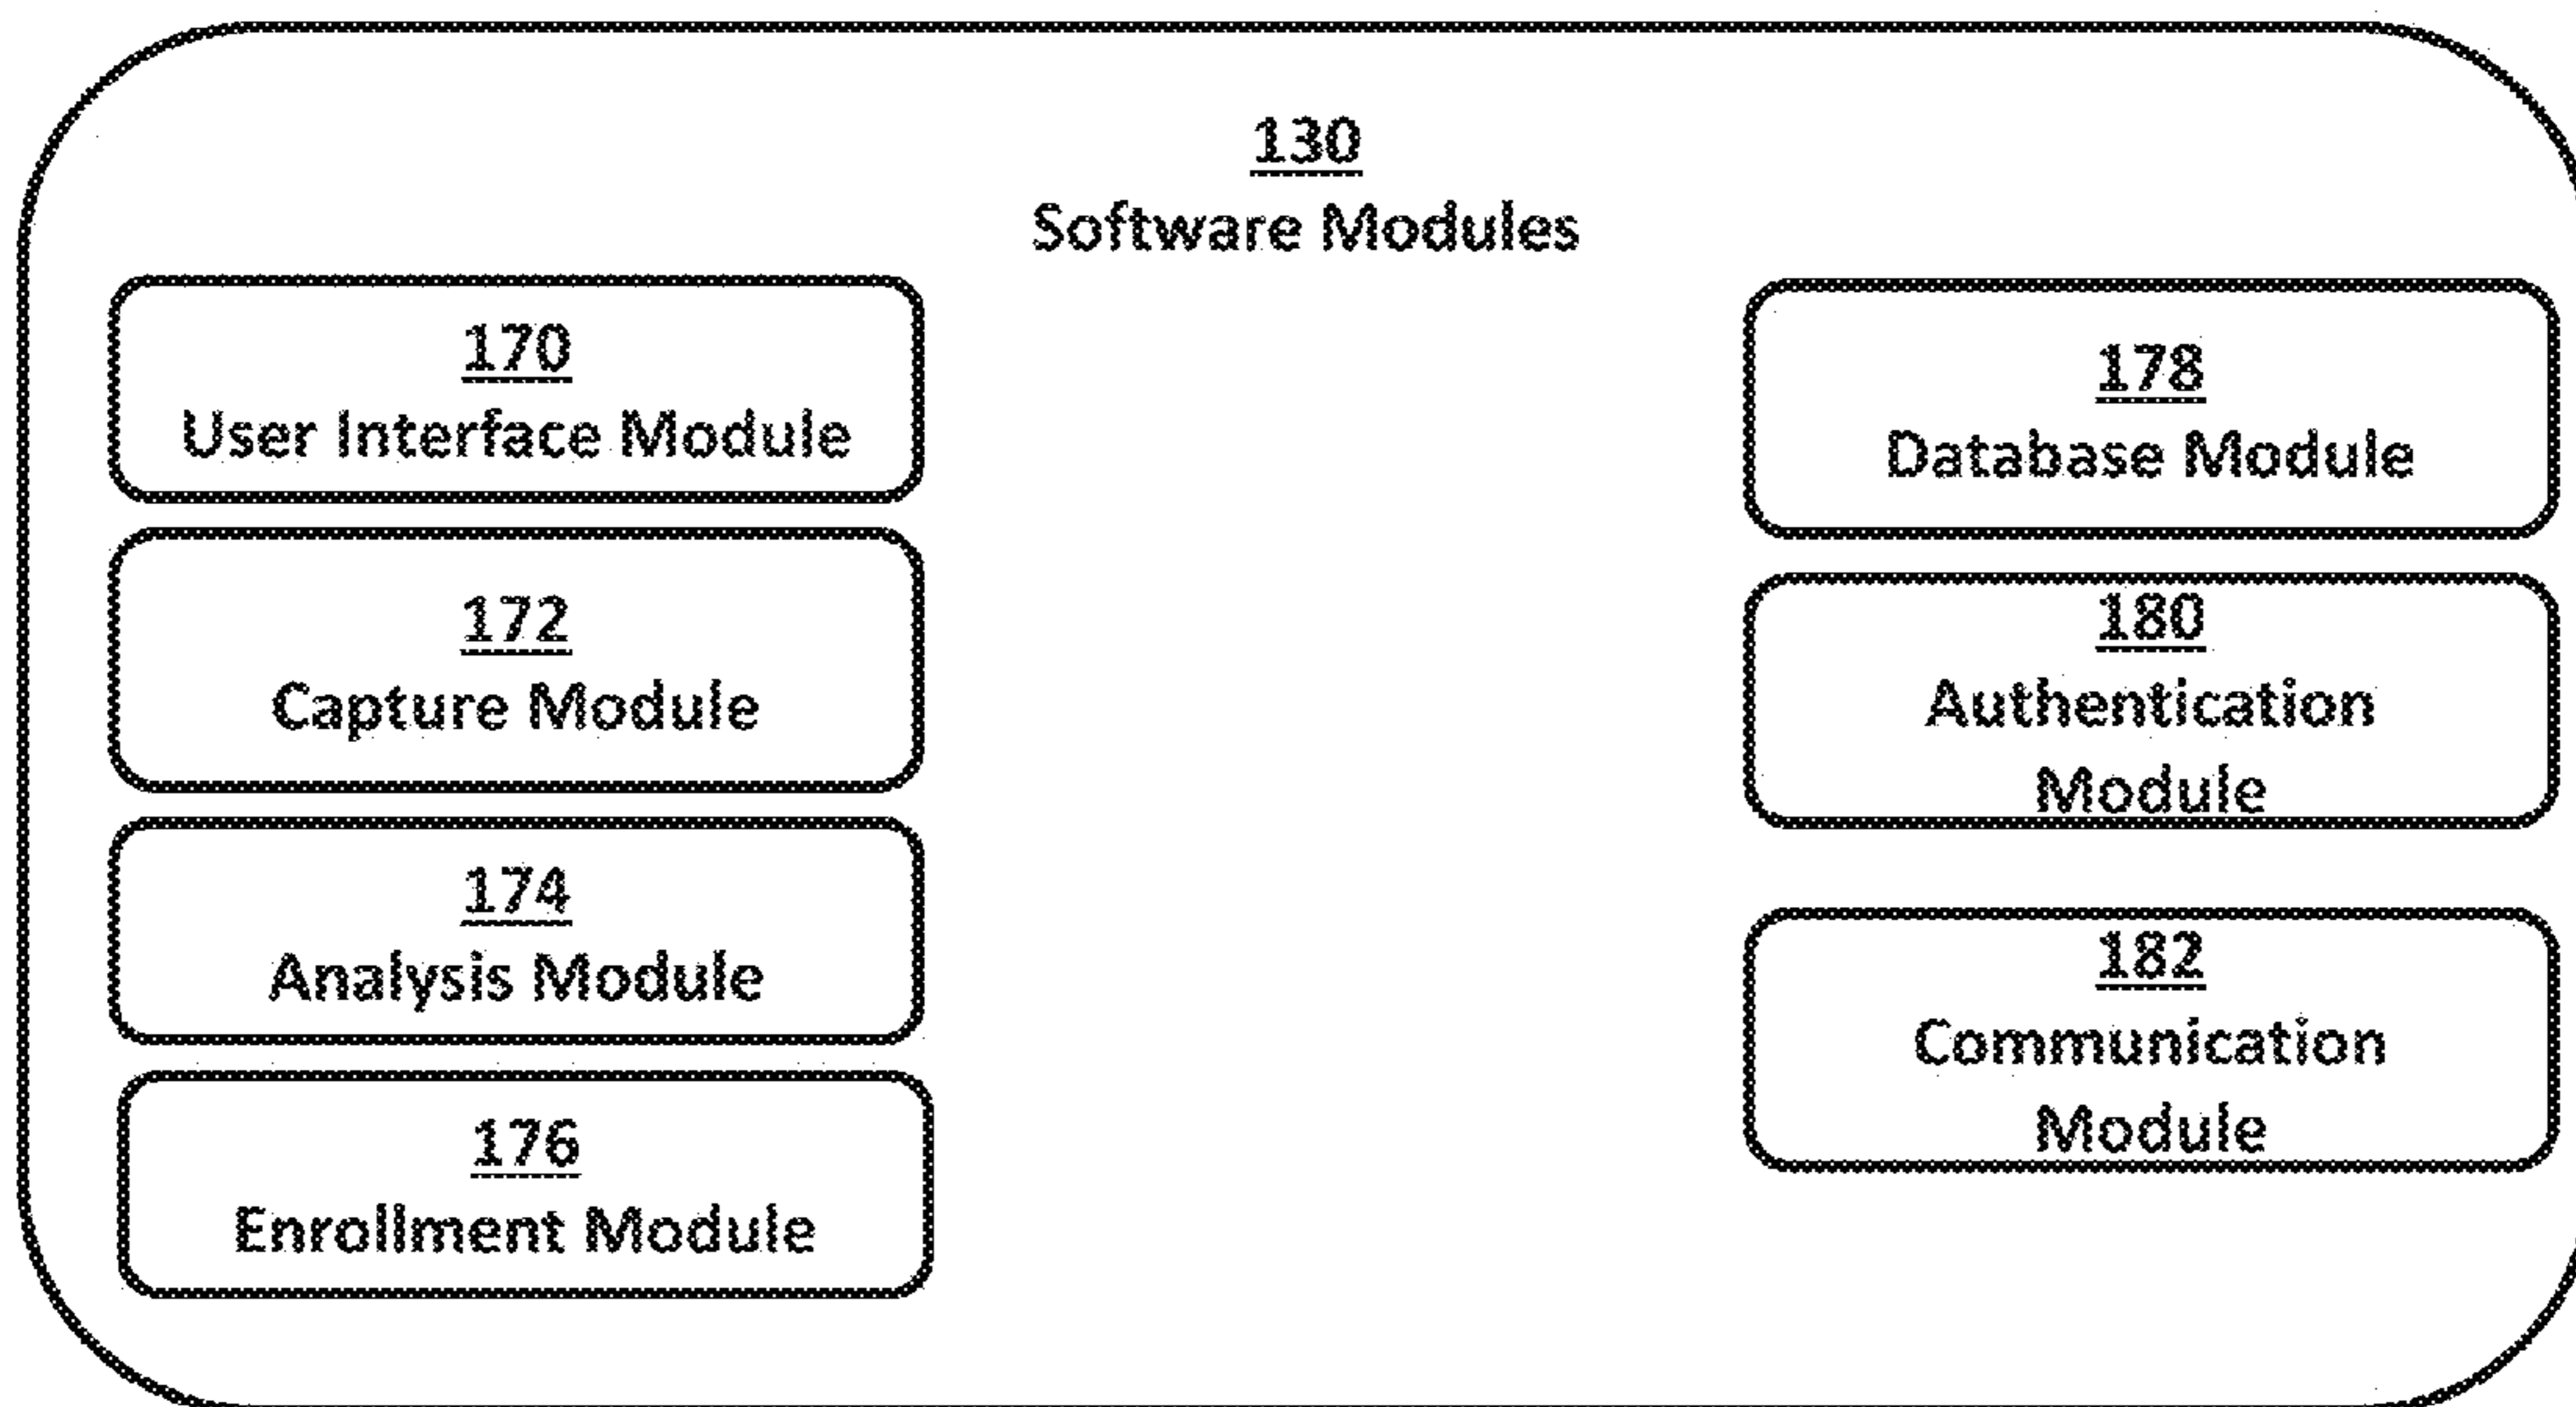 130
Software Modules
170
User Interface Module
172
Capture Module
174
Analysis Module
176
Enrollment Module
178
Database Module
180
Authentication
Module
182
Communication
Module